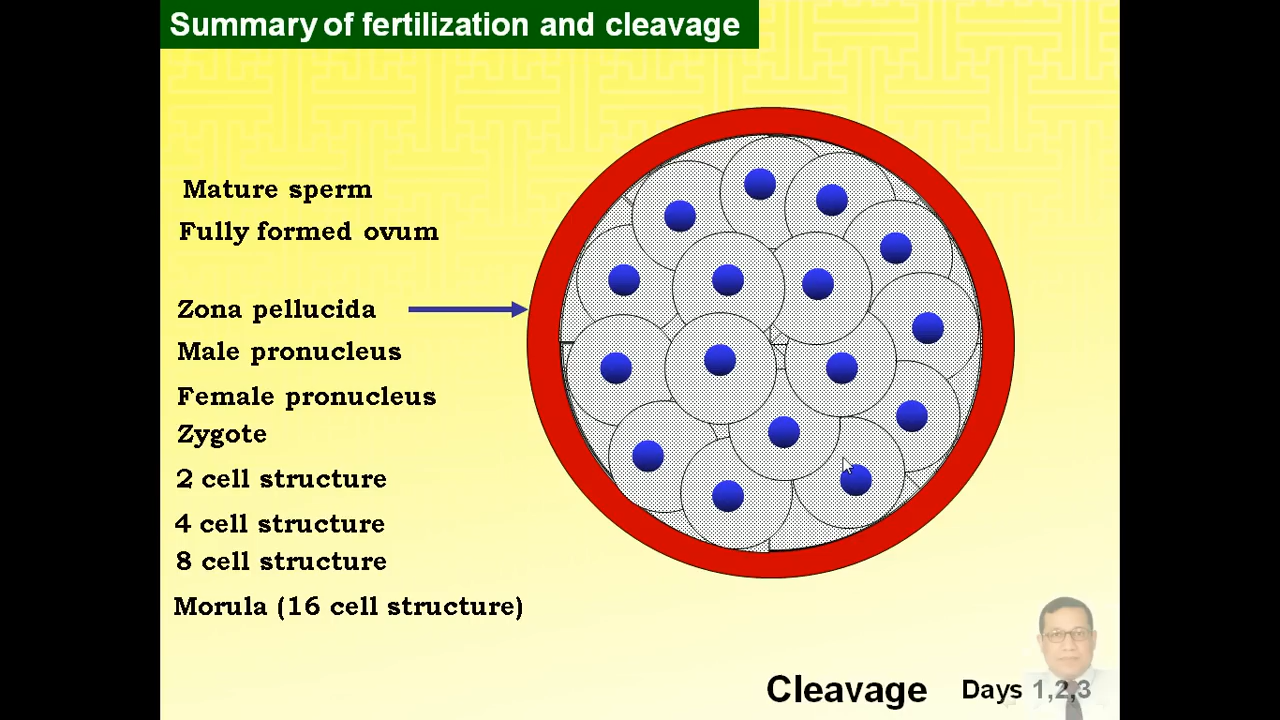 Summary of fertilization and cleavage
Mature sperm
Fully formed ovum
Zona pellucida
Male pronucleus
Female pronucleus
Zygote
2 cell structure
4 cell structure
8 cell structure
Morula (16 cell structure)
Cleavage Days 1,2,3